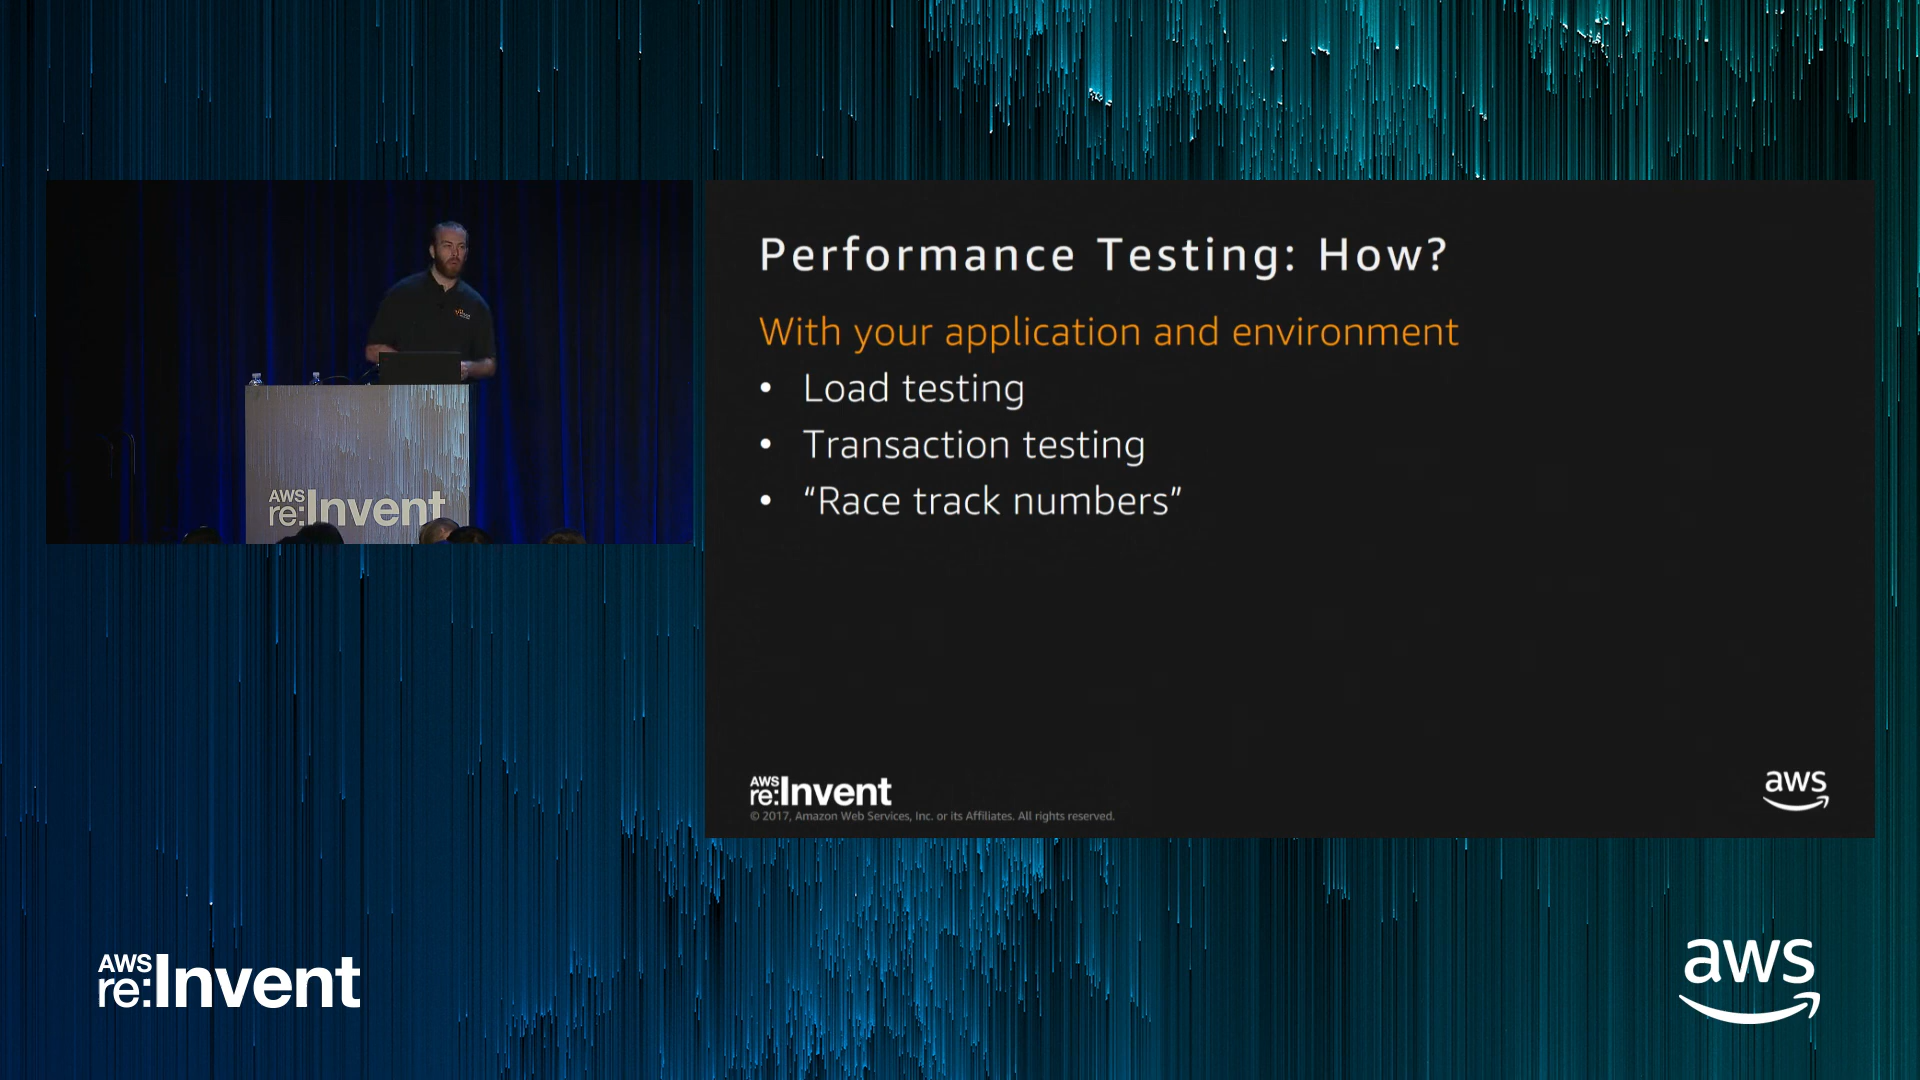 Performance Testing: How?
With your application and environment
• Load testing
• Transaction testing
• “Race track numbers”
AWS
re:Invent
© 2017, Amazon Web Services, Inc. or its Affiliates. All rights reserved.
aws
AWS
re:Invent
AWS
re:Invent
aws